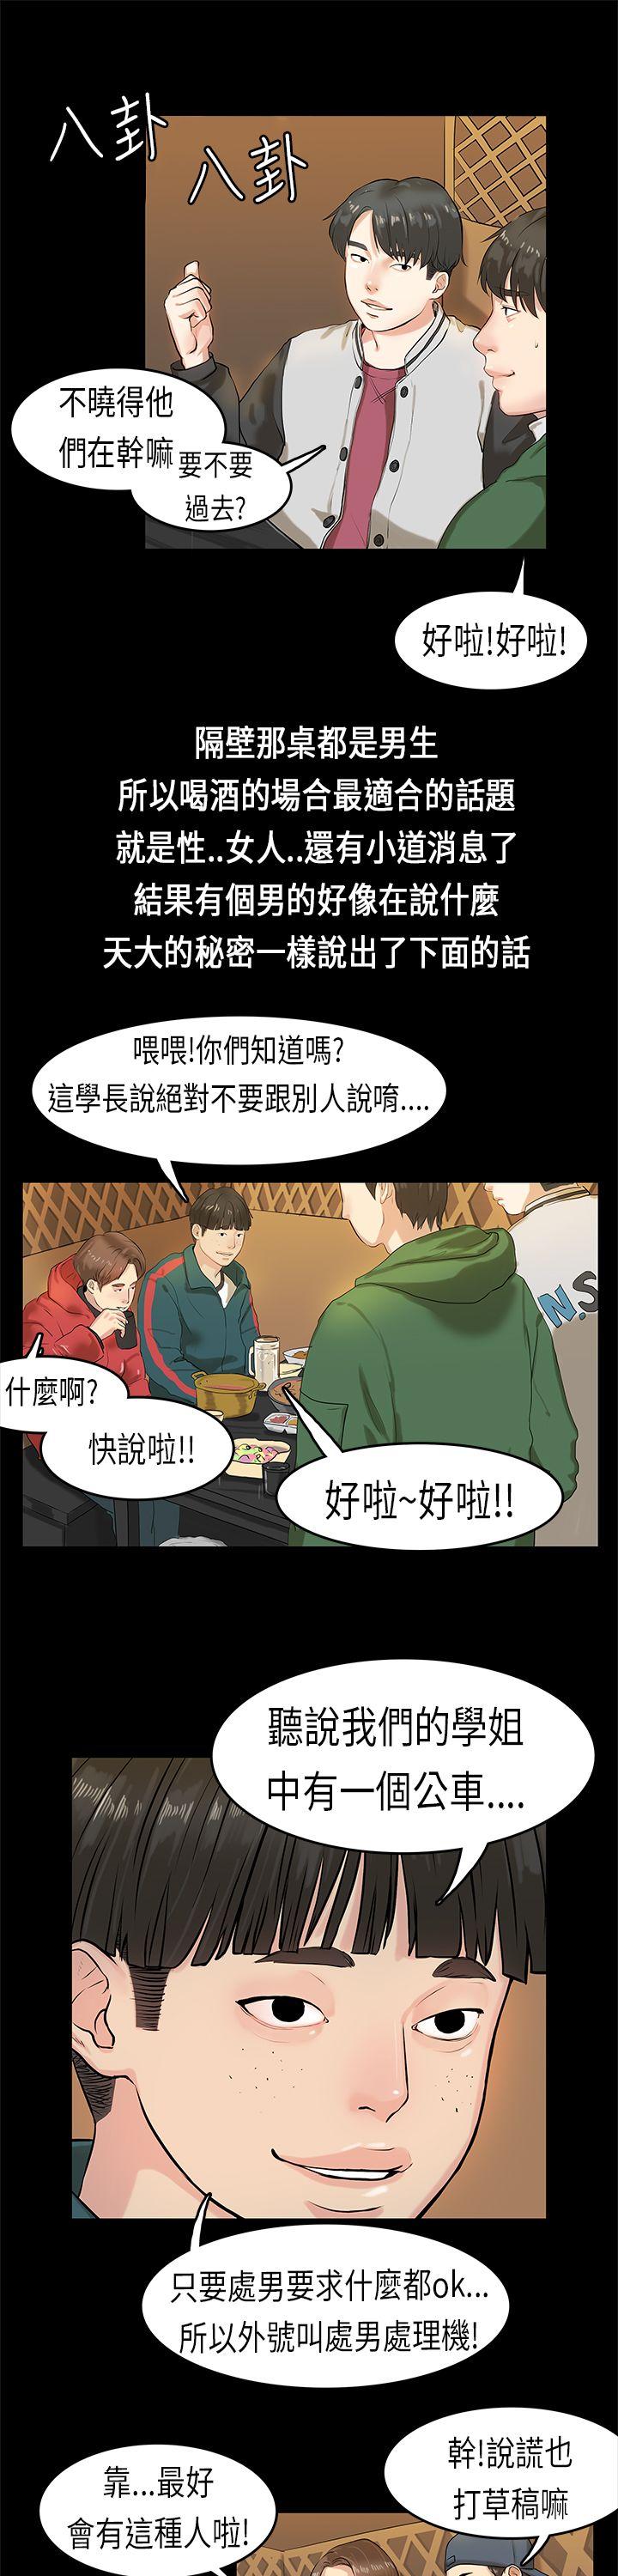 八卦
八卦
不曉得他
們在幹嘛
要不要
過去?
好啦!好啦!
隔壁那桌都是男生
所以喝酒的場合最適合的話題
就是性..女人..還有小道消息了
結果有個男的好像在說什麼
天大的秘密一樣說出了下面的話
喂喂!你們知道嗎?
這學長說絕對不要跟別人說唷....
N.S
什麼啊?
快說啦!!
好啦~好啦!!
聽說我們的學姐
中有一個公車....
只要處男要求什麼都ok...
所以外號叫處男處理機!
幹!說謊也
打草稿嘛
靠...最好
會有這種人啦!